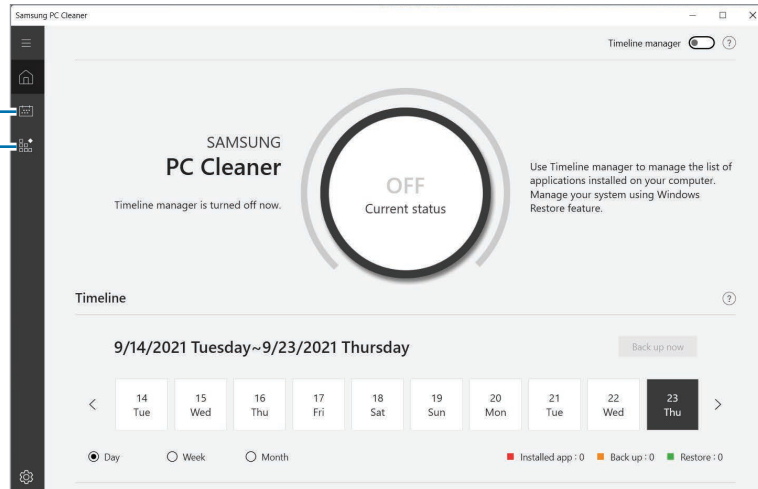 Samsung PC Cleaner
Timeline manager
?
SAMSUNG
PC Cleaner
Timeline manager is turned off now.
OFF
Current status
Use Timeline manager to manage the list of
applications installed on your computer.
Manage your system using Windows
Restore feature.
Timeline
?
9/14/2021 Tuesday~9/23/2021 Thursday
Back up now
14 15 16 17 18 19 20 21 22 23
Tue Wed Thu Fri Sat Sun Mon Tue Wed Thu
Day Week Month
Installed app : 0 Back up : 0 Restore : 0